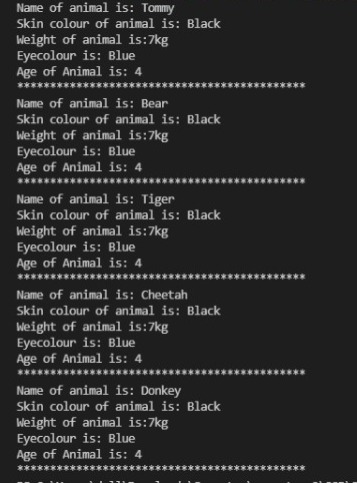 Name of animal is: Tommy
Skin colour of animal is: Black
Weight of animal is:7kg
Eyecolour is: Blue
Age of Animal is: 4
********************************************
Name of animal is: Bear
Skin colour of animal is: Black
Weight of animal is:7kg
Eyecolour is: Blue
Age of Animal is: 4
********************************************
Name of animal is: Tiger
Skin colour of animal is: Black
Weight of animal is:7kg
Eyecolour is: Blue
Age of Animal is: 4
********************************************
Name of animal is: Cheetah
Skin colour of animal is: Black
Weight of animal is:7kg
Eyecolour is: Blue
Age of Animal is: 4
********************************************
Name of animal is: Donkey
Skin colour of animal is: Black
Weight of animal is:7kg
Eyecolour is: Blue
Age of Animal is: 4
********************************************